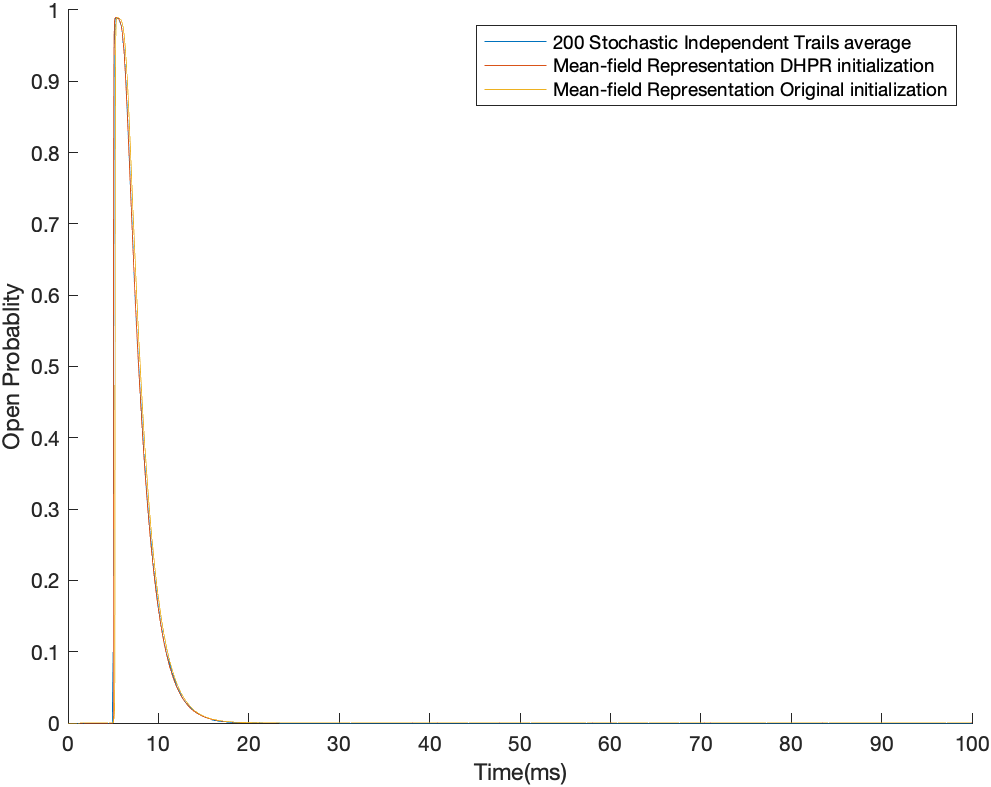 1
0.9
0.8
0.7
0.6
0.5
0.4
0.3
0.2
0.1
0
Open Probablity
200 Stochastic Independent Trails average
Mean-field Representation DHPR initialization
Mean-field Representation Original initialization
0 10 20 30 40 50 60 70 80 90 100
Time(ms)